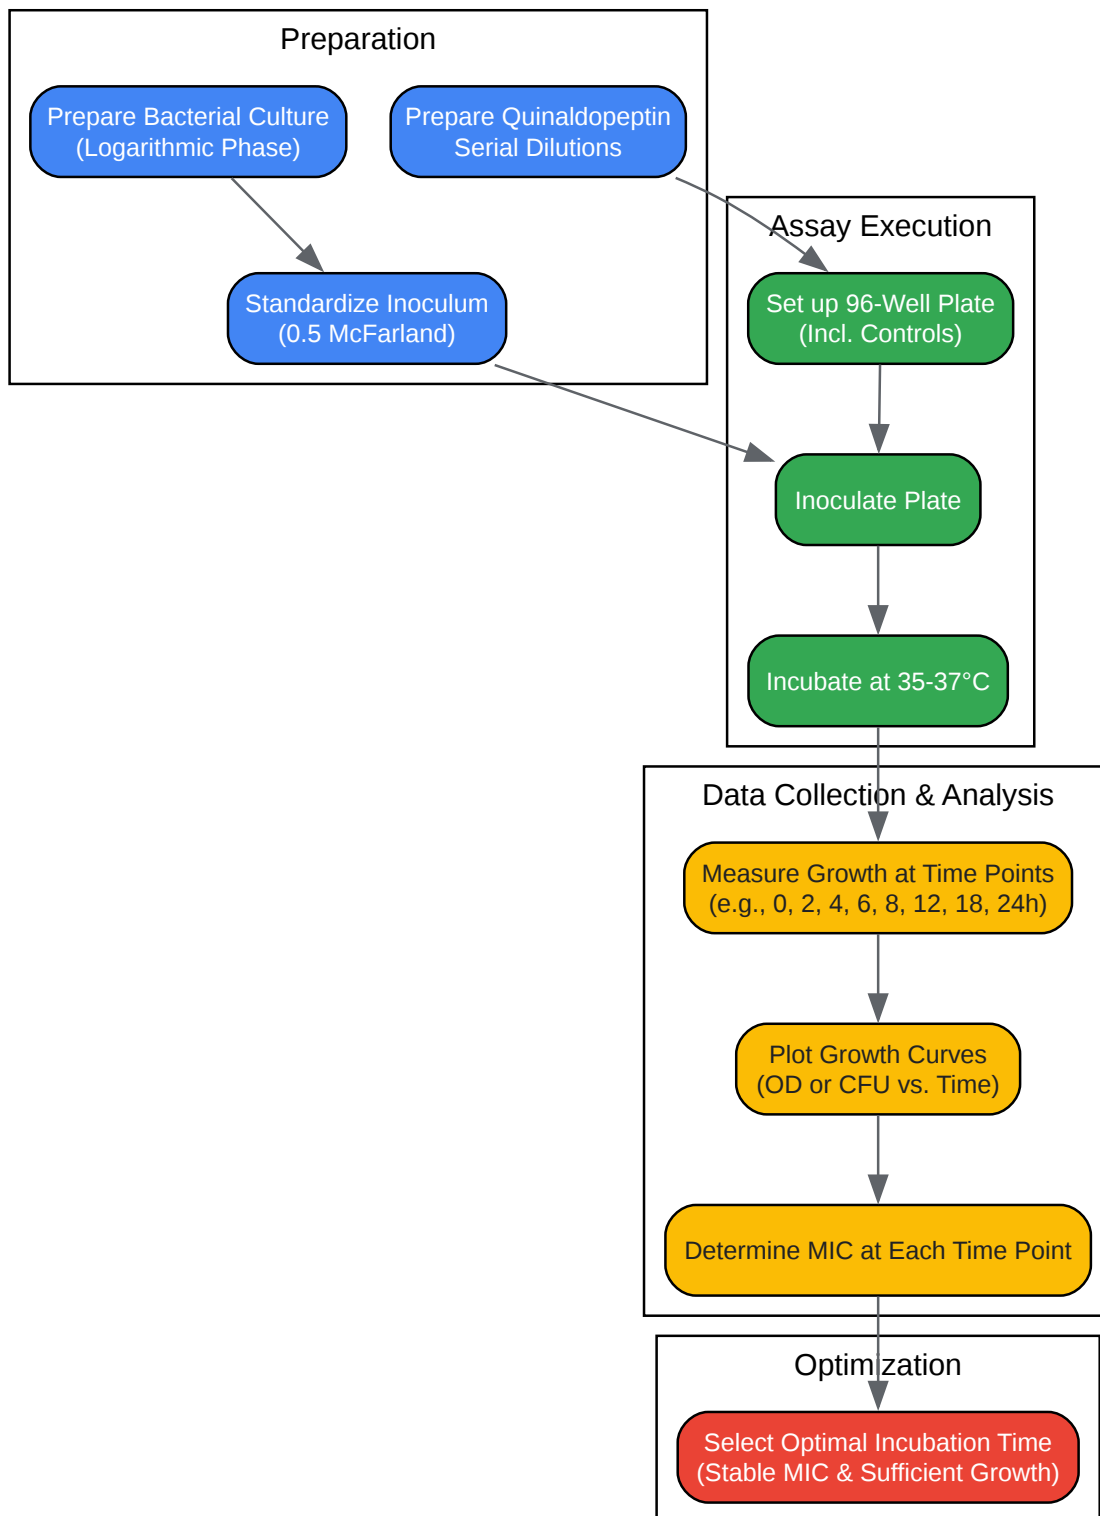 Preparation
Prepare Bacterial Culture
(Logarithmic Phase)
Prepare Quinaldopeptin
Serial Dilutions
Standardize Inoculum
(0.5 McFarland)
Assay Execution
Set up 96-Well Plate
(Incl. Controls)
Inoculate Plate
Incubate at 35-37°C
Data Collection & Analysis
Measure Growth at Time Points
(e.g., 0, 2, 4, 6, 8, 12, 18, 24h)
Plot Growth Curves
(OD or CFU vs. Time)
Determine MIC at Each Time Point
Optimization
Select Optimal Incubation Time
(Stable MIC & Sufficient Growth)